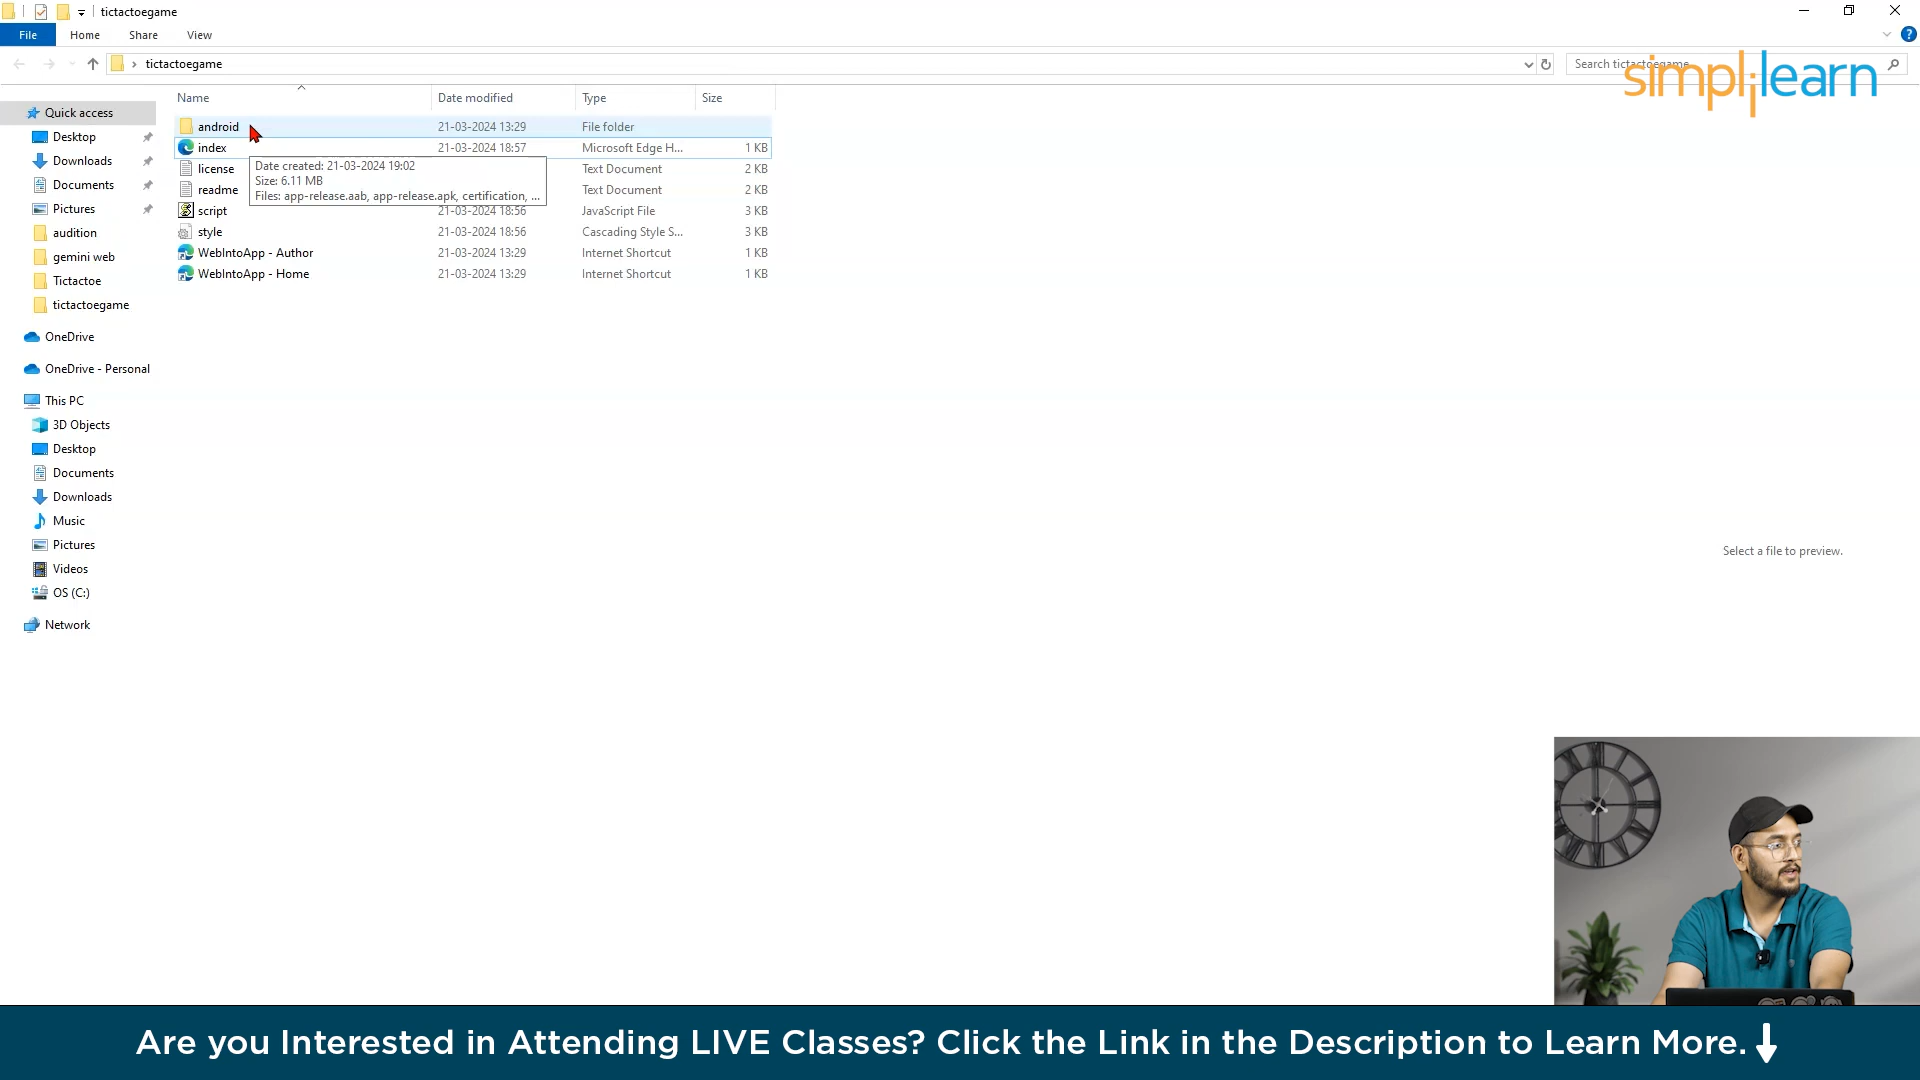 tictactoegame
File Home Share View
tictactoegame
Search tictactoegame
simplilearn
Name Date modified Type Size
Quick access
Desktop
Downloads
Documents
Pictures
audition
gemini web
Tictactoe
tictactoegame
OneDrive
OneDrive - Personal
This PC
3D Objects
Desktop
Documents
Downloads
Music
Pictures
Videos
OS (C:)
Network
android 21-03-2024 13:29 File folder
index 21-03-2024 18:57 Microsoft Edge H... 1 KB
license Text Document 2 KB
readme Text Document 2 KB
script 21-03-2024 18:56 JavaScript File 3 KB
style 21-03-2024 18:56 Cascading Style S... 3 KB
WebIntoApp - Author 21-03-2024 13:29 Internet Shortcut 1 KB
WebIntoApp - Home 21-03-2024 13:29 Internet Shortcut 1 KB
Date created: 21-03-2024 19:02
Size: 6.11 MB
Files: app-release.aab, app-release.apk, certification, ...
Select a file to preview.
Are you Interested in Attending LIVE Classes? Click the Link in the Description to Learn More.